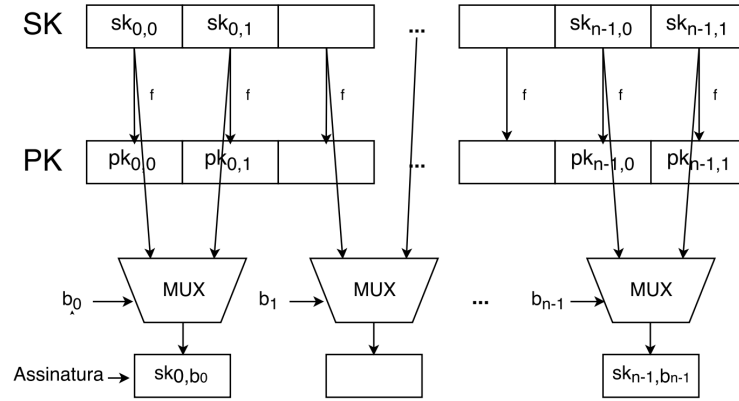 SK sk0,0 sk0,1 ... skn-1,0 skn-1,1
f f f f f f
PK pk0,0 pk0,1 ... pkn-1,0 pkn-1,1
b0 MUX b1 MUX ... bn-1 MUX
Assinatura sk0,b0 skn-1,bn-1